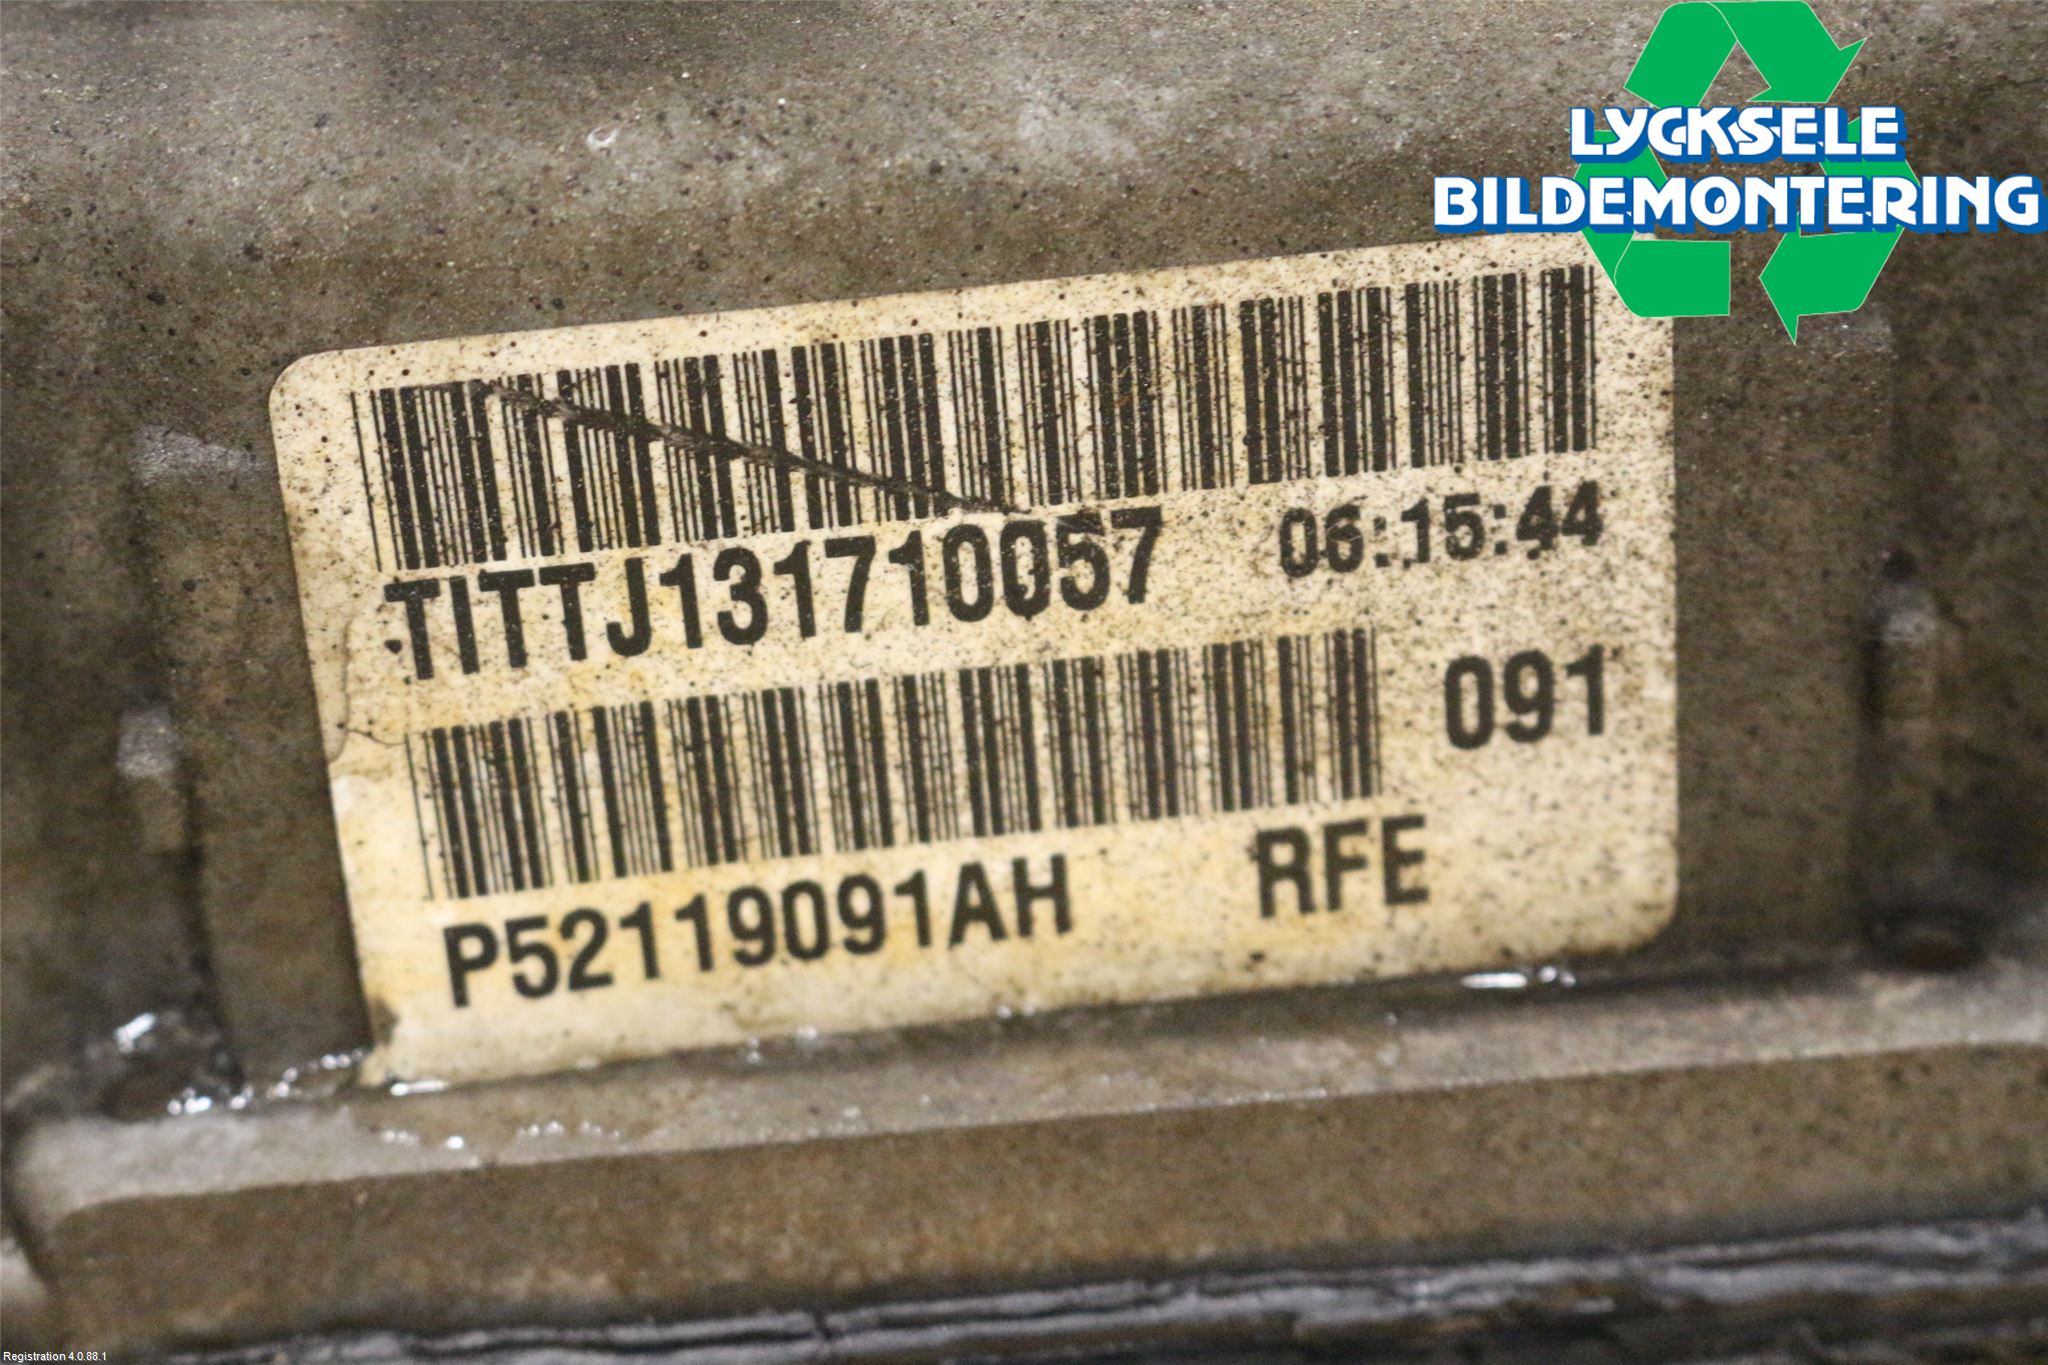 LYCKSELE
BILDEMONTERING
TITTJ131710057 06:15:44
091
P52119091AH RFE
Registration 4.0.88.1